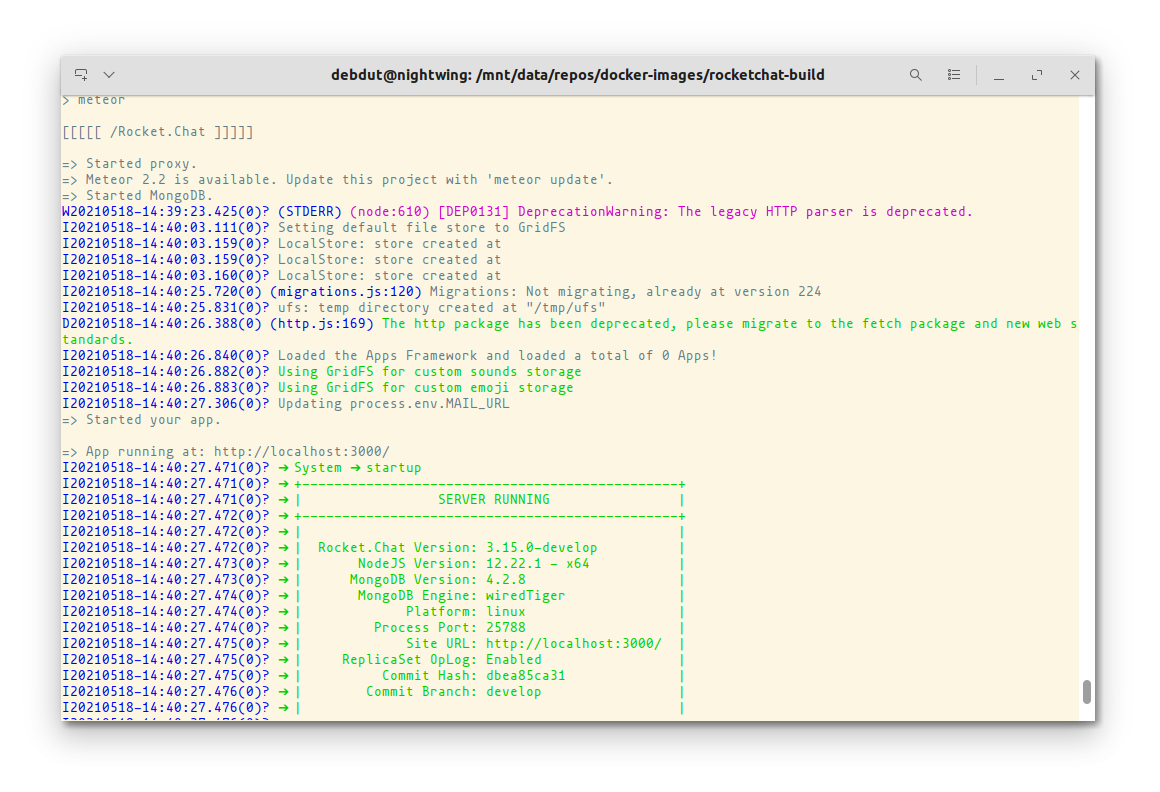 debdut@nightwing: /mnt/data/repos/docker-images/rocketchat-build
> meteor
[[[[[ /Rocket.Chat ]]]]]
=> Started proxy.
=> Meteor 2.2 is available. Update this project with 'meteor update'.
=> Started MongoDB.
W20210518-14:39:23.425(0)? (STDERR) (node:610) [DEP0131] DeprecationWarning: The legacy HTTP parser is deprecated.
I20210518-14:40:03.111(0)? Setting default file store to GridFS
I20210518-14:40:03.159(0)? LocalStore: store created at
I20210518-14:40:03.159(0)? LocalStore: store created at
I20210518-14:40:03.160(0)? LocalStore: store created at
I20210518-14:40:25.720(0) (migrations.js:120) Migrations: Not migrating, already at version 224
I20210518-14:40:25.831(0)? ufs: temp directory created at "/tmp/ufs"
D20210518-14:40:26.388(0) (http.js:169) The http package has been deprecated, please migrate to the fetch package and new web s
tandards.
I20210518-14:40:26.840(0)? Loaded the Apps Framework and loaded a total of 0 Apps!
I20210518-14:40:26.882(0)? Using GridFS for custom sounds storage
I20210518-14:40:26.883(0)? Using GridFS for custom emoji storage
I20210518-14:40:27.306(0)? Updating process.env.MAIL_URL
=> Started your app.
=> App running at: http://localhost:3000/
I20210518-14:40:27.471(0)? ➔ System ➔ startup
I20210518-14:40:27.471(0)? ➔ +-----------------------------------------------+
I20210518-14:40:27.471(0)? ➔ |                 SERVER RUNNING                |
I20210518-14:40:27.472(0)? ➔ +-----------------------------------------------+
I20210518-14:40:27.472(0)? ➔ |                                               |
I20210518-14:40:27.472(0)? ➔ |  Rocket.Chat Version: 3.15.0-develop          |
I20210518-14:40:27.473(0)? ➔ |       NodeJS Version: 12.22.1 - x64           |
I20210518-14:40:27.473(0)? ➔ |      MongoDB Version: 4.2.8                   |
I20210518-14:40:27.474(0)? ➔ |       MongoDB Engine: wiredTiger              |
I20210518-14:40:27.474(0)? ➔ |             Platform: linux                   |
I20210518-14:40:27.474(0)? ➔ |         Process Port: 25788                   |
I20210518-14:40:27.475(0)? ➔ |             Site URL: http://localhost:3000/  |
I20210518-14:40:27.475(0)? ➔ |     ReplicaSet OpLog: Enabled                 |
I20210518-14:40:27.475(0)? ➔ |          Commit Hash: dbea85ca31              |
I20210518-14:40:27.476(0)? ➔ |        Commit Branch: develop                 |
I20210518-14:40:27.476(0)? ➔ |                                               |